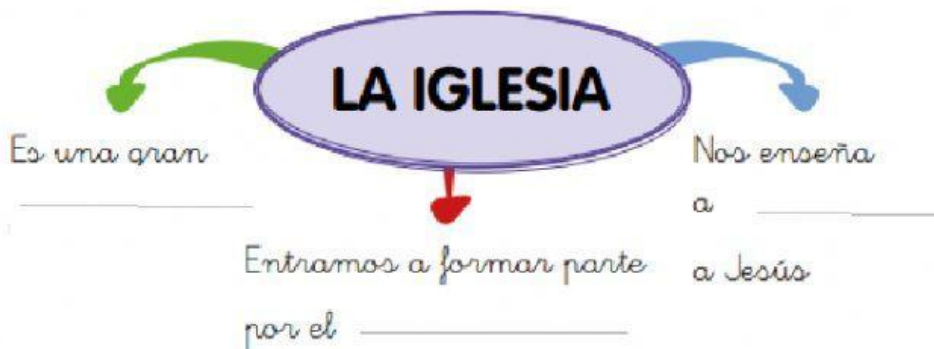 LA IGLESIA
Es una gran
Entramos a formar parte
por el
Nos enseña
a
a Jesús